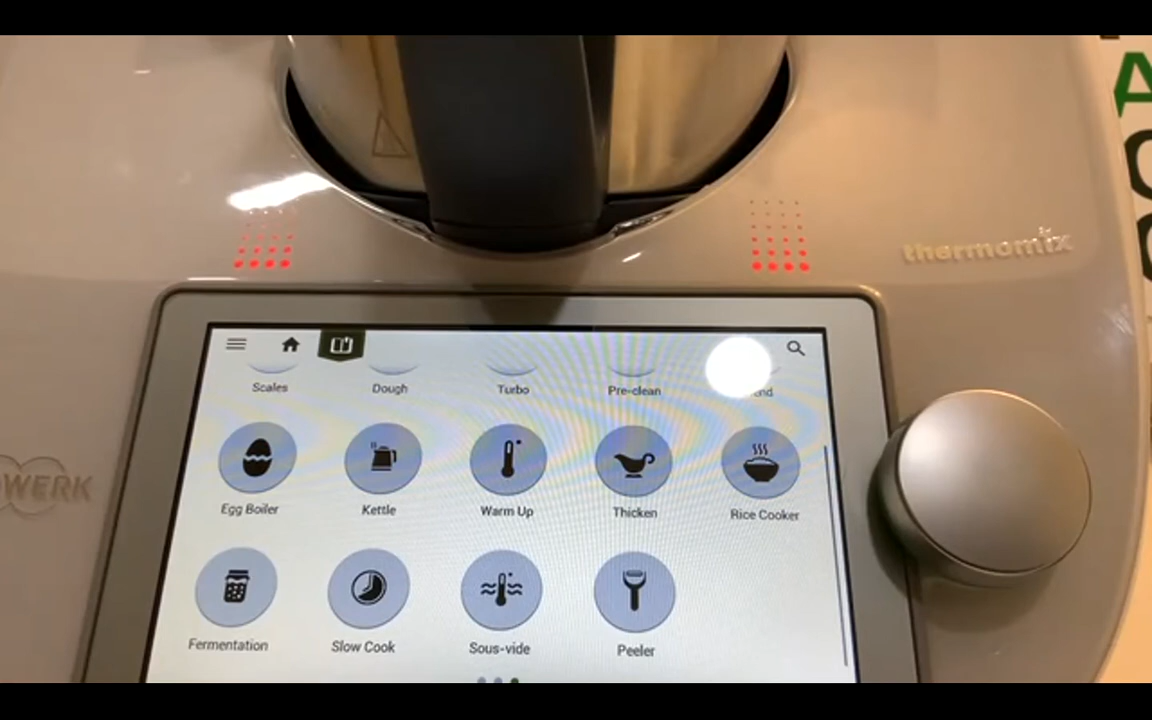 thermomix
Scales
Dough
Turbo
Pre-clean
Egg Boiler
Kettle
Warm Up
Thicken
Rice Cooker
WERK
Fermentation
Slow Cook
Sous-vide
Peeler